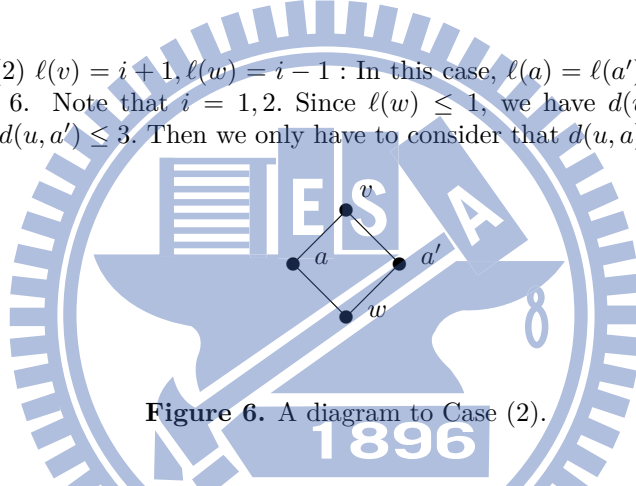 (2) ℓ(v) = i + 1, ℓ(w) = i − 1 : In this case, ℓ(a) = ℓ(a′)
6. Note that i = 1, 2. Since ℓ(w) ≤ 1, we have d(
d(u, a′) ≤ 3. Then we only have to consider that d(u, a)
E S A
v
a a′
w
Figure 6. A diagram to Case (2).
1896